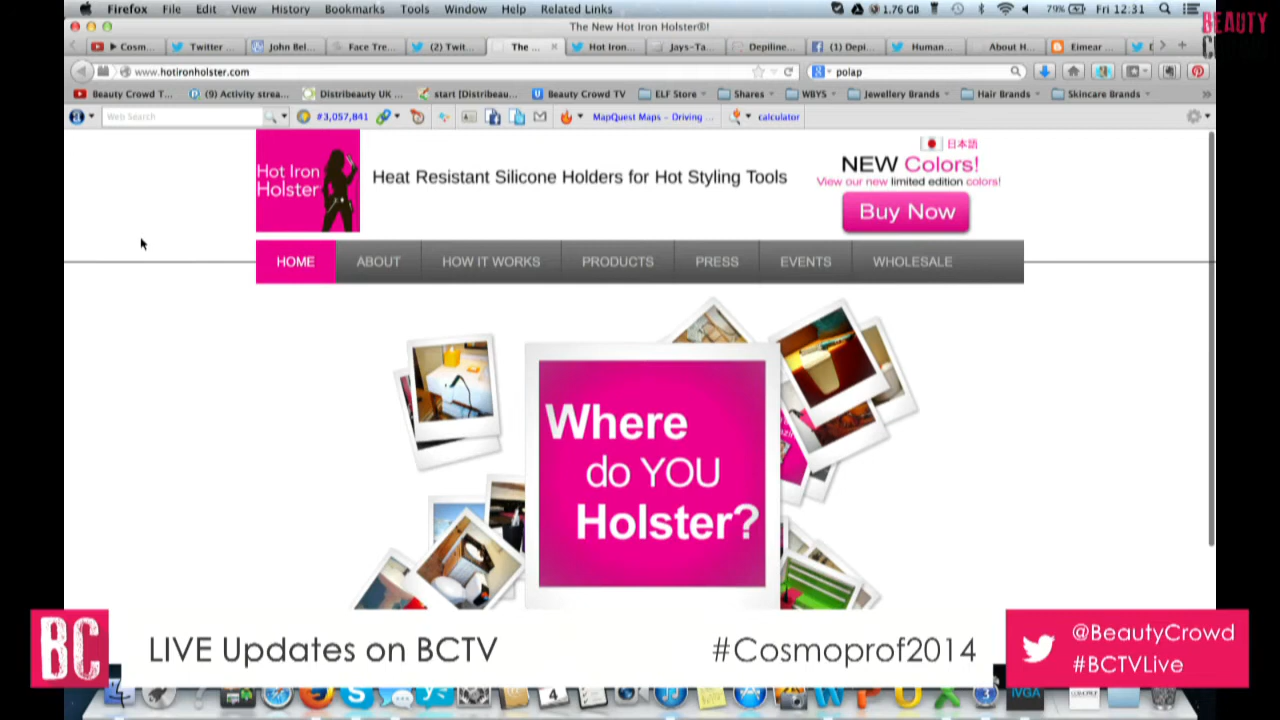 Firefox File Edit View History Bookmarks Tools Window Help Related Links 1.76 GB 79% Fri 12:31
BEAUTY
The New Hot Iron Holster®!
Cosm... Twitter... John Bel... Face Tre... (2) Twit... The ... Hot Iron... Jays-Ta... Depiline... (1) Depi... Human... About H... Eimear ...
www.hotironholster.com polap
Beauty Crowd T... (9) Activity strea... Distribeauty UK ... start [Distribeau... Beauty Crowd TV ELF Store Shares WBYS Jewellery Brands Hair Brands Skincare Brands
Web Search #3,057,841 MapQuest Maps - Driving ... calculator
日本語
Hot Iron
Holster
Heat Resistant Silicone Holders for Hot Styling Tools
NEW Colors!
View our new limited edition colors!
Buy Now
HOME ABOUT HOW IT WORKS PRODUCTS PRESS EVENTS WHOLESALE
Where
do YOU
Holster?
BC LIVE Updates on BCTV #Cosmoprof2014
@BeautyCrowd
#BCTVLive
4
3
IVGA